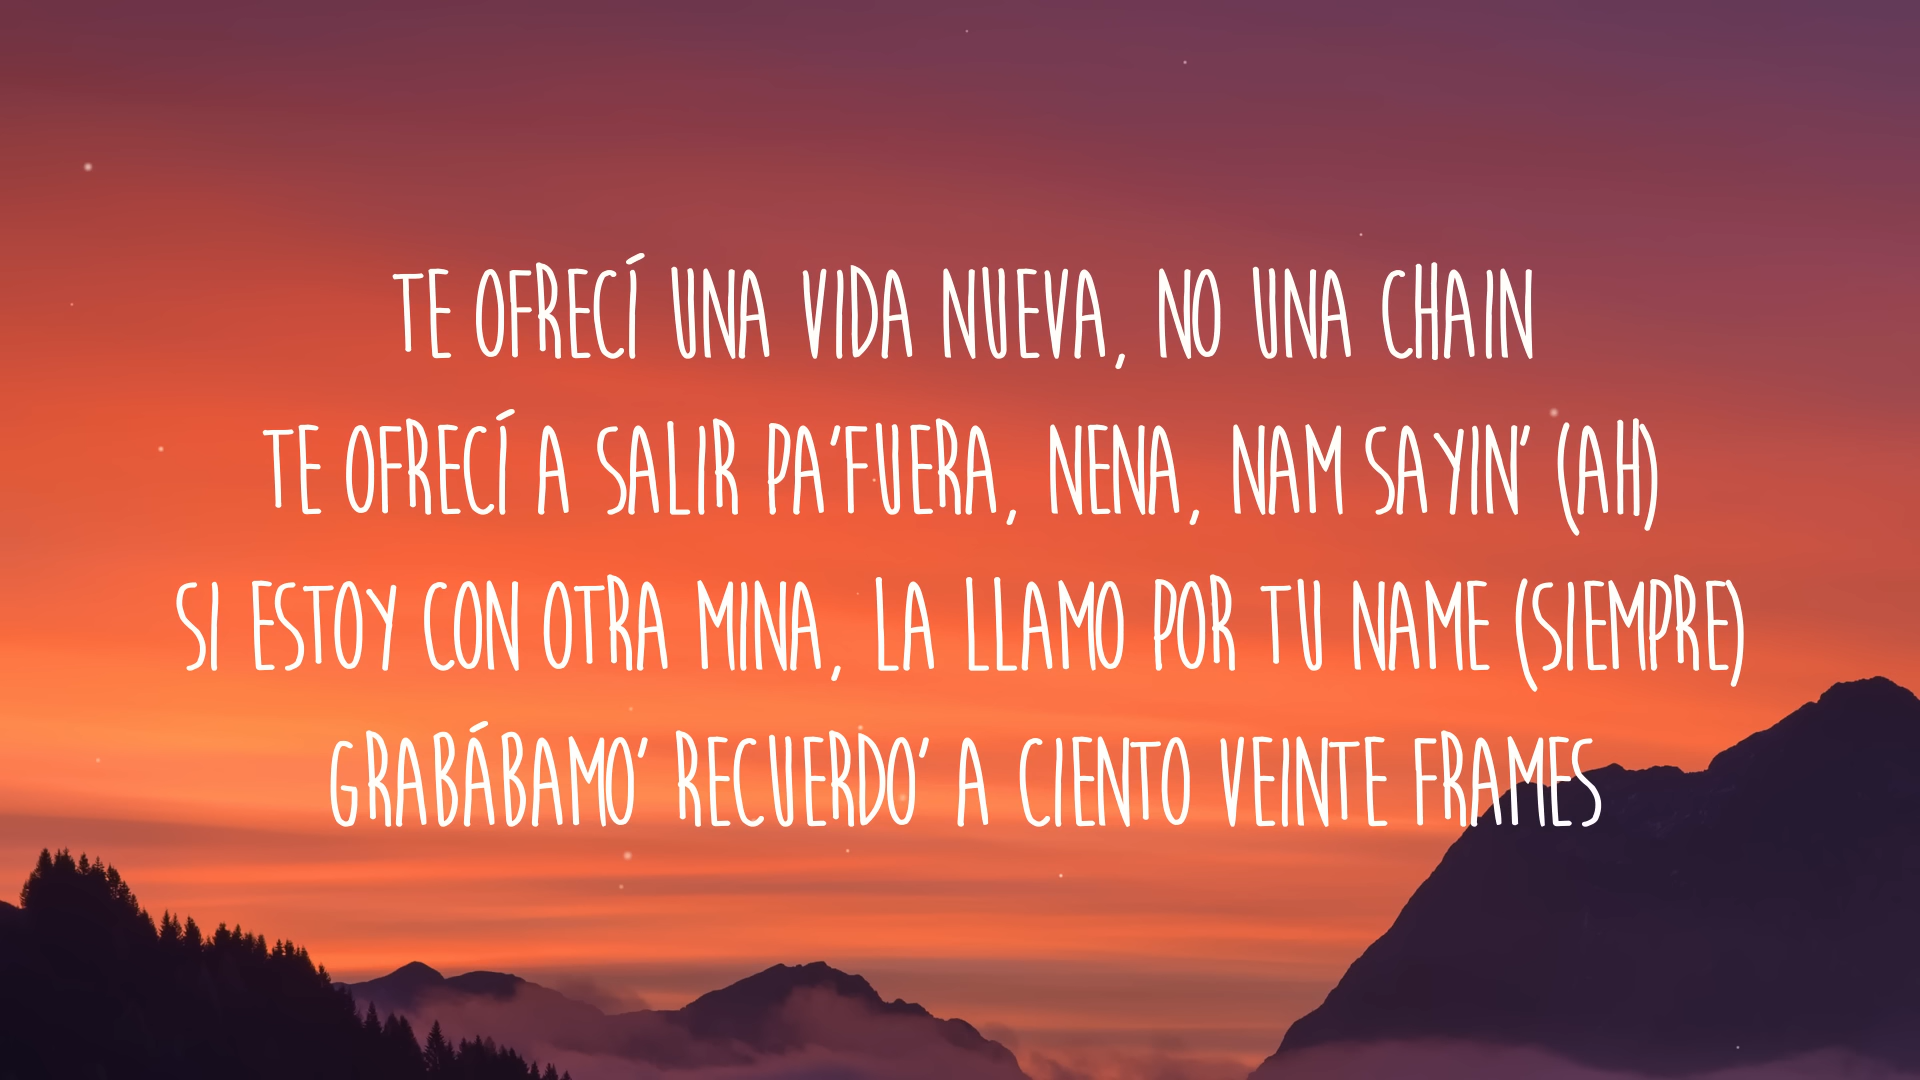 TE OFRECÍ UNA VIDA NUEVA, NO UNA CHAIN
TE OFRECÍ A SALIR PA'FUERA, NENA, NAM SAYIN' (AH)
SI ESTOY CON OTRA MINA, LA LLAMO POR TU NAME (SIEMPRE)
GRABÁBAMO' RECUERDO' A CIENTO VEINTE FRAMES